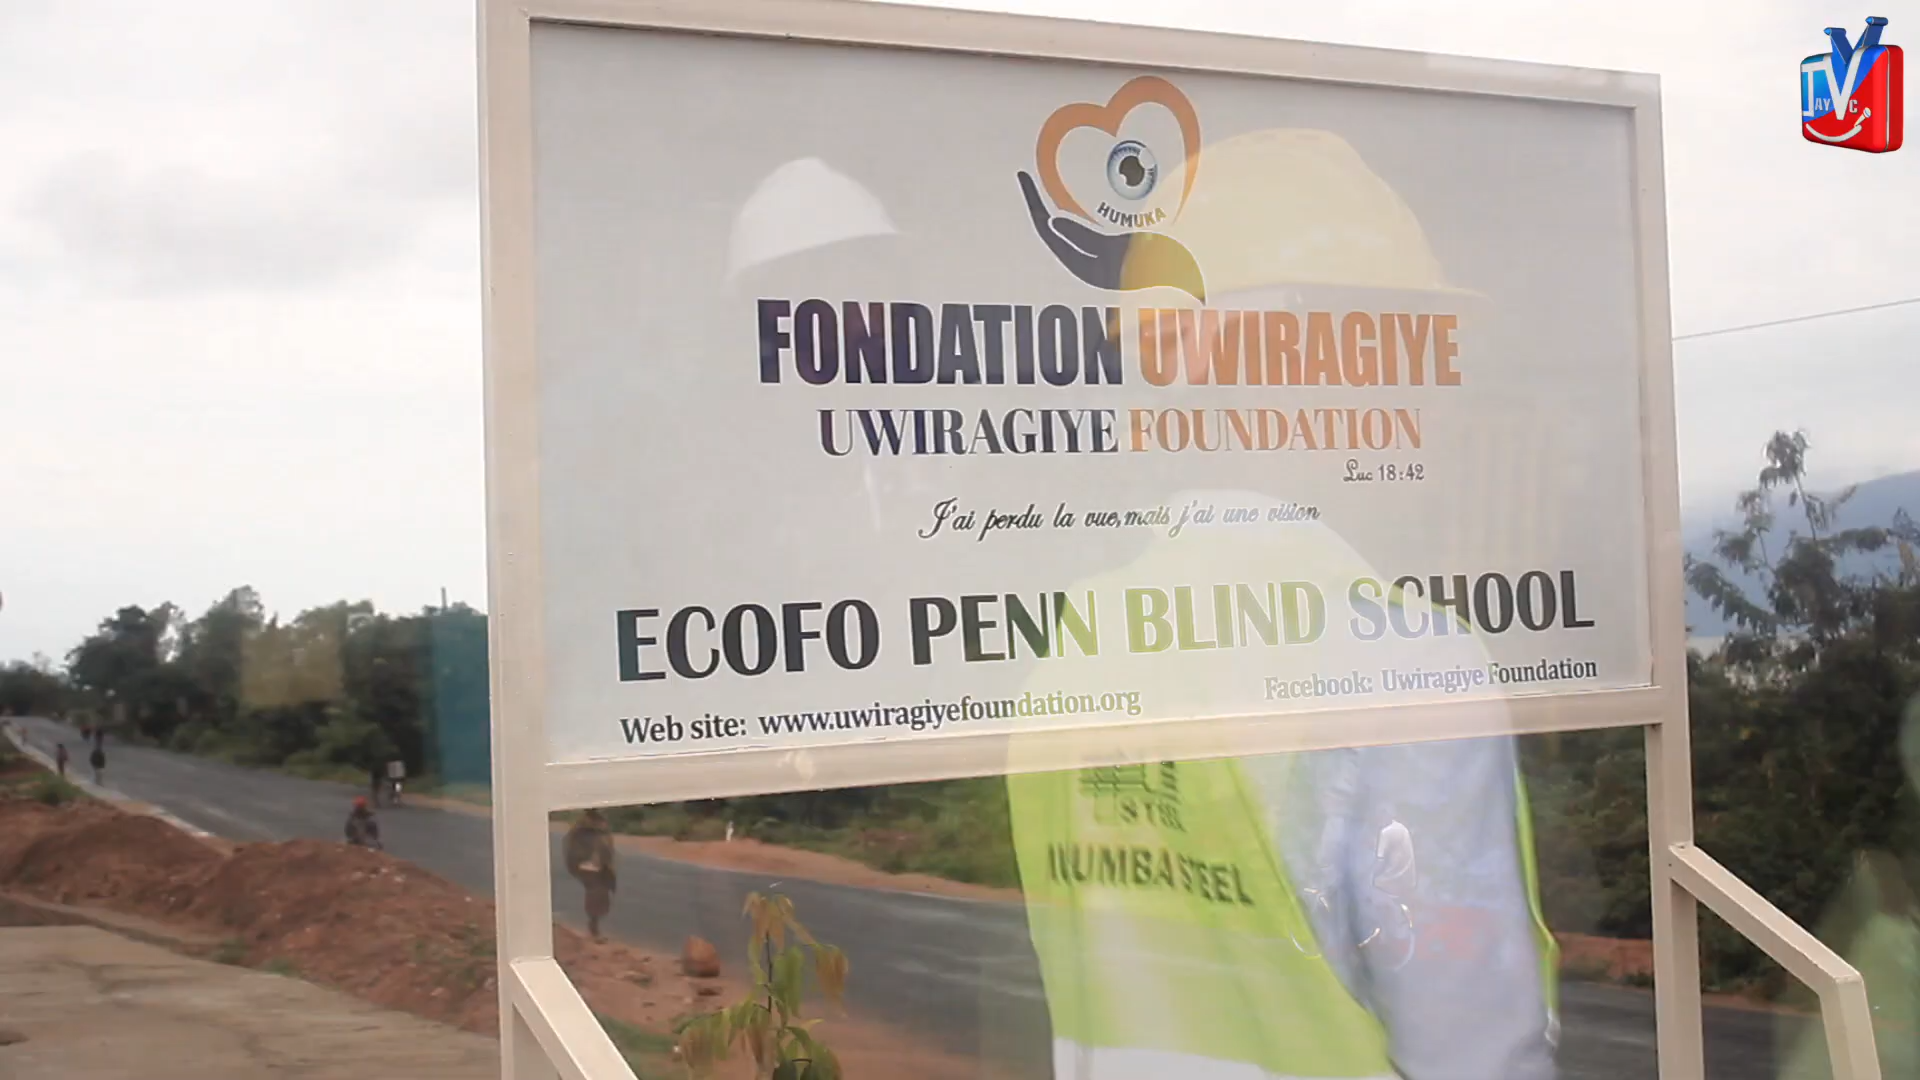 HUMUKA
FONDATION UWIRAGIYE
UWIRAGIYE FOUNDATION
Luc 18:42
J'ai perdu la vue,mais j'ai une vision
ECOFO PENN BLIND SCHOOL
Web site: www.uwiragiyefoundation.org
Facebook: Uwiragiye Foundation